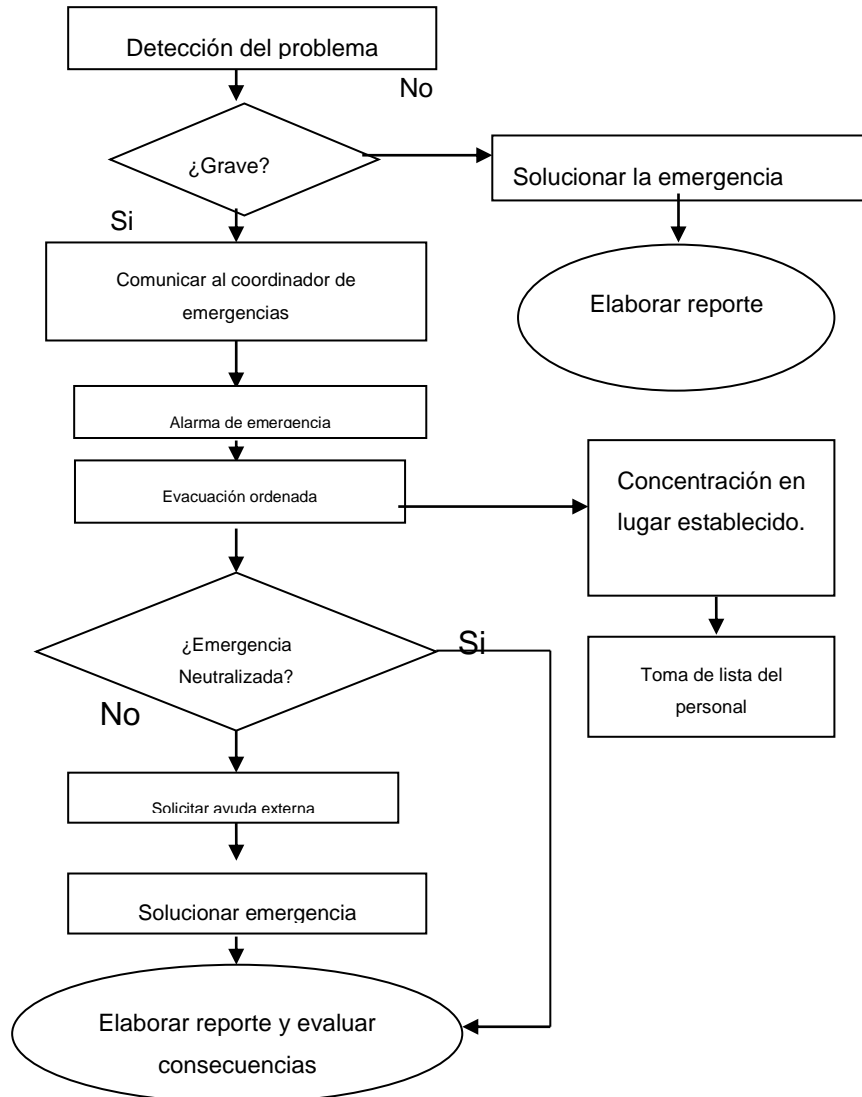 Detección del problema
No
¿Grave?
Solucionar la emergencia
Si
Comunicar al coordinador de
emergencias
Elaborar reporte
Alarma de emergencia
Evacuación ordenada
Concentración en
lugar establecido.
¿Emergencia
Neutralizada?
Si
No
Toma de lista del
personal
Solicitar ayuda externa
Solucionar emergencia
Elaborar reporte y evaluar
consecuencias